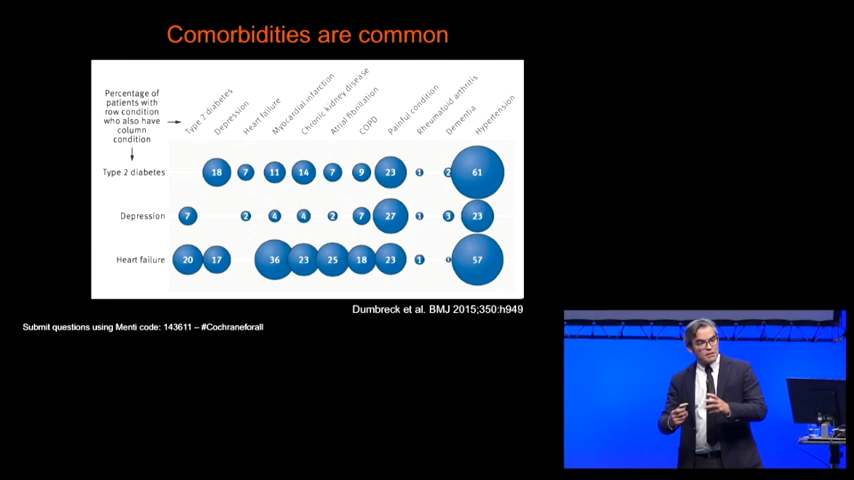 Comorbidities are common
Percentage of
patients with
row condition
who also have
column
condition
Type 2 diabetes
Depression
Heart failure
Myocardial infarction
Chronic kidney disease
Atrial fibrillation
COPD
Painful condition
Rheumatoid arthritis
Dementia
Hypertension
Type 2 diabetes 18 7 11 14 7 9 23 1 2 61
Depression 7 2 4 4 2 7 27 1 3 23
Heart failure 20 17 36 23 25 18 23 1 57
Dumbreck et al. BMJ 2015;350:h949
Submit questions using Menti code: 143611 – #Cochraneforall